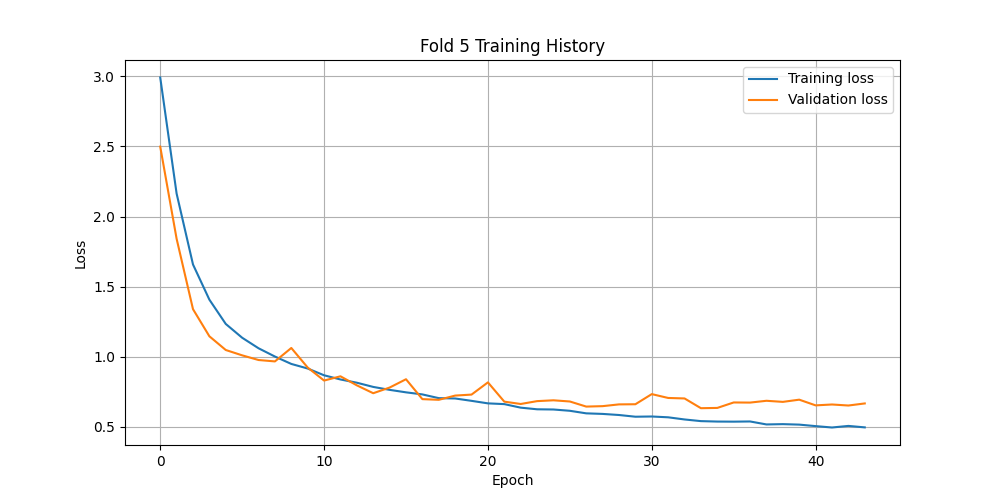 Fold 5 Training History
Training loss
Validation loss
3.0
2.5
2.0
1.5
1.0
0.5
Loss
0 10 20 30 40
Epoch